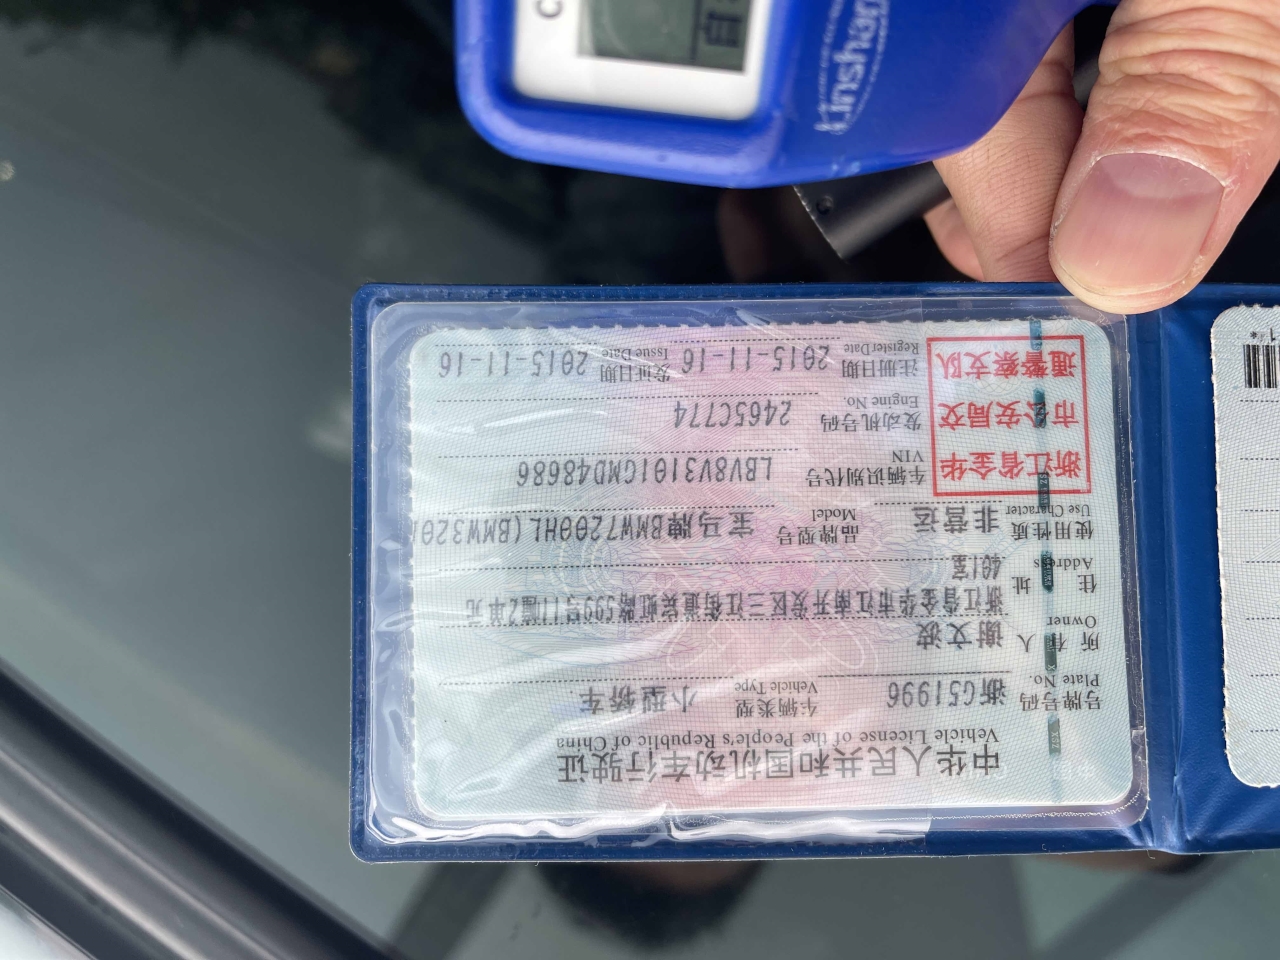 中华人民共和国机动车行驶证
Vehicle License of the People's Republic of China
号牌号码 浙G51996 车辆类型 小型轿车
Plate No. Vehicle Type
所有人 谢文波
Owner
住址 浙江省金华市江南开发区三江街道宾虹路599号11幢2单元
401室
Address
使用性质 非营运 品牌型号 宝马牌BMW7200HL(BMW320
Use Character Model
浙江省金华
市公安局交
通警察支队
车辆识别代号 LBV8V3101GMD48686
VIN
发动机号码 2465C774
Engine No.
注册日期 2015-11-16 发证日期 2015-11-16
Register Date Issue Date
Kinshan